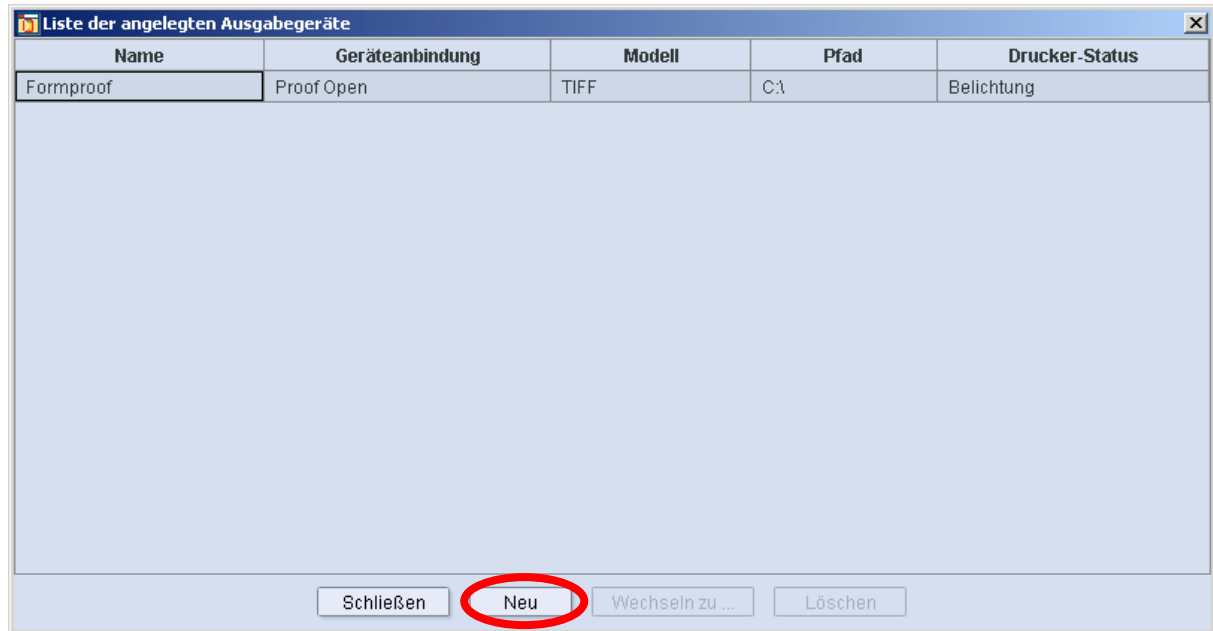 Liste der angelegten Ausgabegeräte
Name Geräteanbindung Modell Pfad Drucker-Status
Formproof Proof Open TIFF C:\ Belichtung
Schließen Neu Wechseln zu ... Löschen